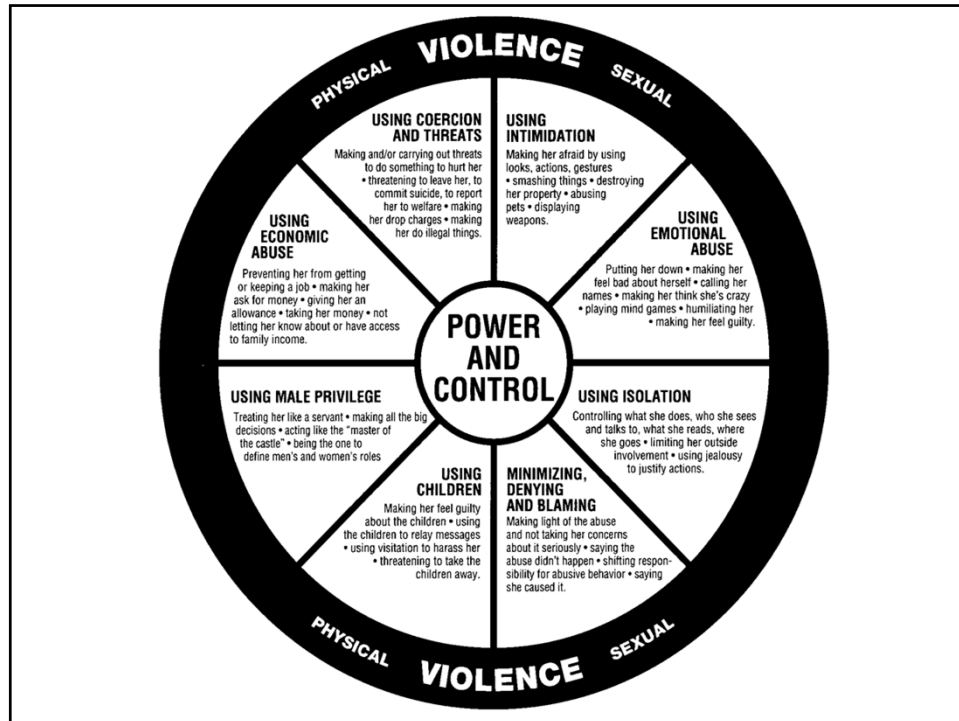 PHYSICAL VIOLENCE SEXUAL
USING COERCION
AND THREATS
Making and/or carrying out threats
to do something to hurt her
• threatening to leave her, to
commit suicide, to report
her to welfare • making
her drop charges • making
her do illegal things.
USING
INTIMIDATION
Making her afraid by using
looks, actions, gestures
• smashing things • destroying
her property • abusing
pets • displaying
weapons.
USING
ECONOMIC
ABUSE
Preventing her from getting
or keeping a job • making her
ask for money • giving her an
allowance • taking her money • not
letting her know about or have access
to family income.
USING
EMOTIONAL
ABUSE
Putting her down • making her
feel bad about herself • calling her
names • making her think she's crazy
• playing mind games • humiliating her
• making her feel guilty.
POWER
AND
CONTROL
USING MALE PRIVILEGE
Treating her like a servant • making all the big
decisions • acting like the "master of
the castle" • being the one to
define men's and women's roles
USING ISOLATION
Controlling what she does, who she sees
and talks to, what she reads, where
she goes • limiting her outside
involvement • using jealousy
to justify actions.
USING
CHILDREN
Making her feel guilty
about the children • using
the children to relay messages
• using visitation to harass her
• threatening to take the
children away.
MINIMIZING,
DENYING
AND BLAMING
Making light of the abuse
and not taking her concerns
about it seriously • saying the
abuse didn't happen • shifting respon-
sibility for abusive behavior • saying
she caused it.
PHYSICAL VIOLENCE SEXUAL